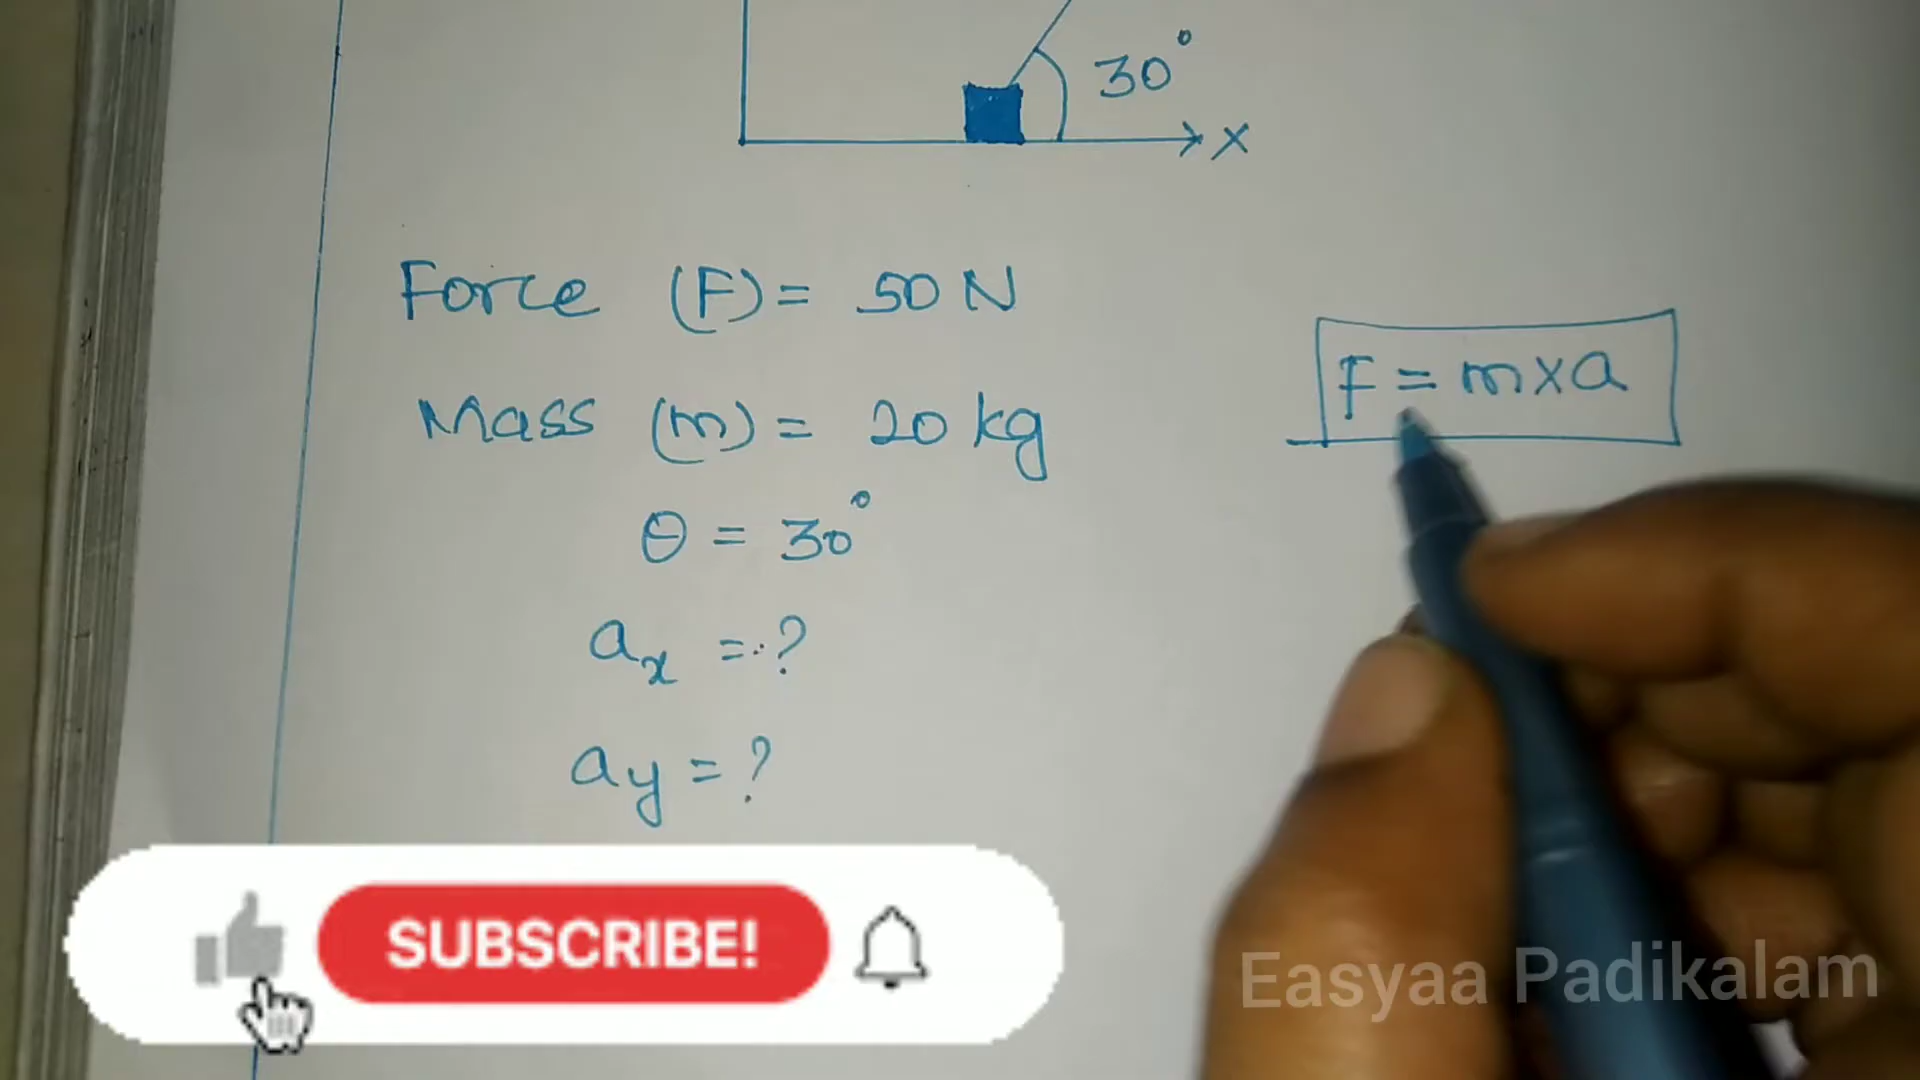 30°
X
Force (F) = 50 N
F = m×a
Mass (m) = 20 kg
θ = 30°
ax = ?
ay = ?
SUBSCRIBE!
Easyaa Padikalam